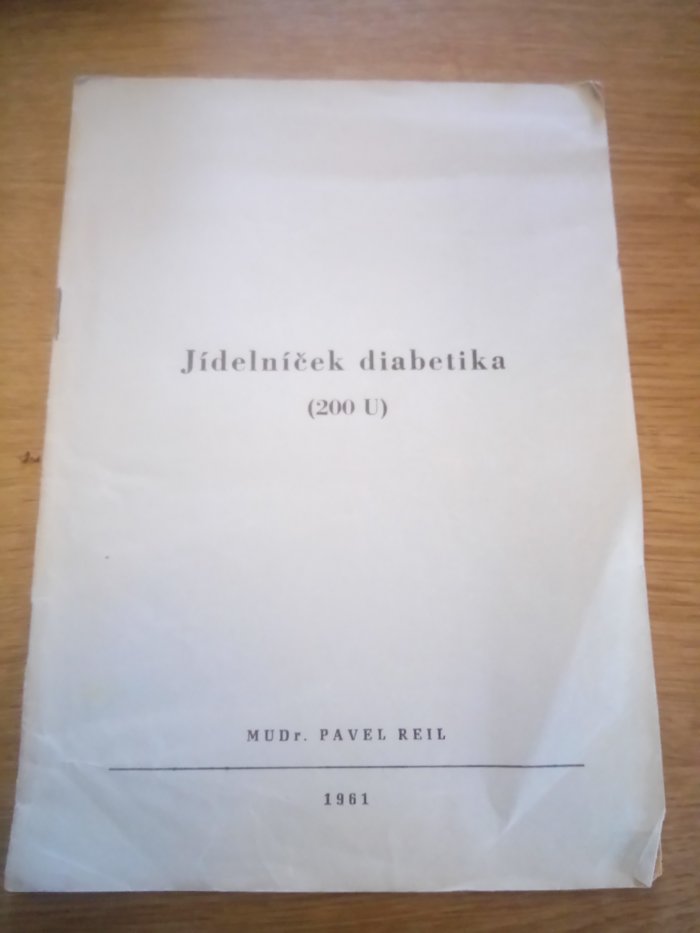 Jídelníček diabetika
(200 U)
MUDr. PAVEL REIL
1961